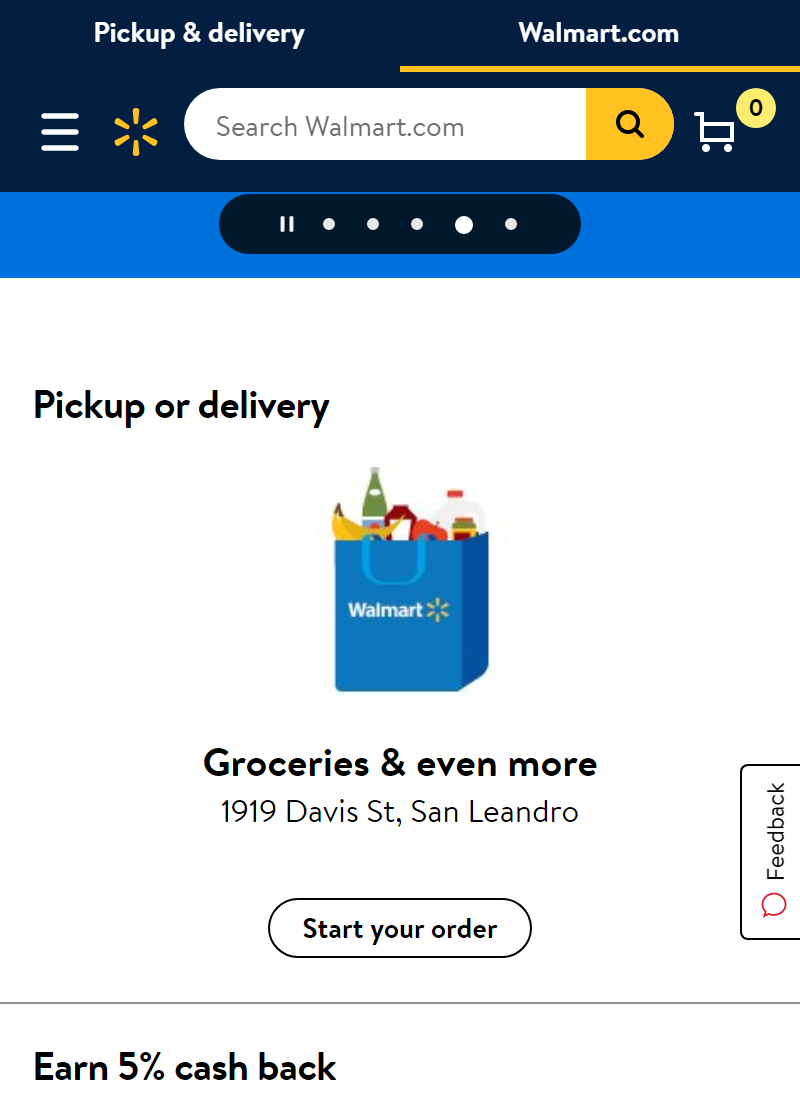 Pickup & delivery
Walmart.com
Search Walmart.com
0
Pickup or delivery
Walmart
Groceries & even more
1919 Davis St, San Leandro
Feedback
Start your order
Earn 5% cash back